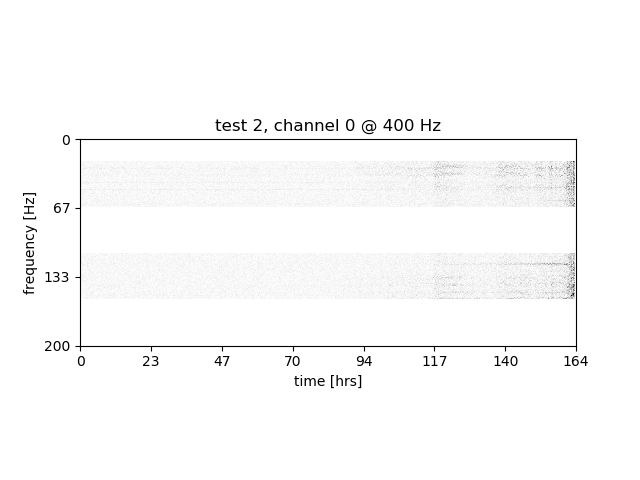 test 2, channel 0 @ 400 Hz
0
67
133
200
frequency [Hz]
0 23 47 70 94 117 140 164
time [hrs]